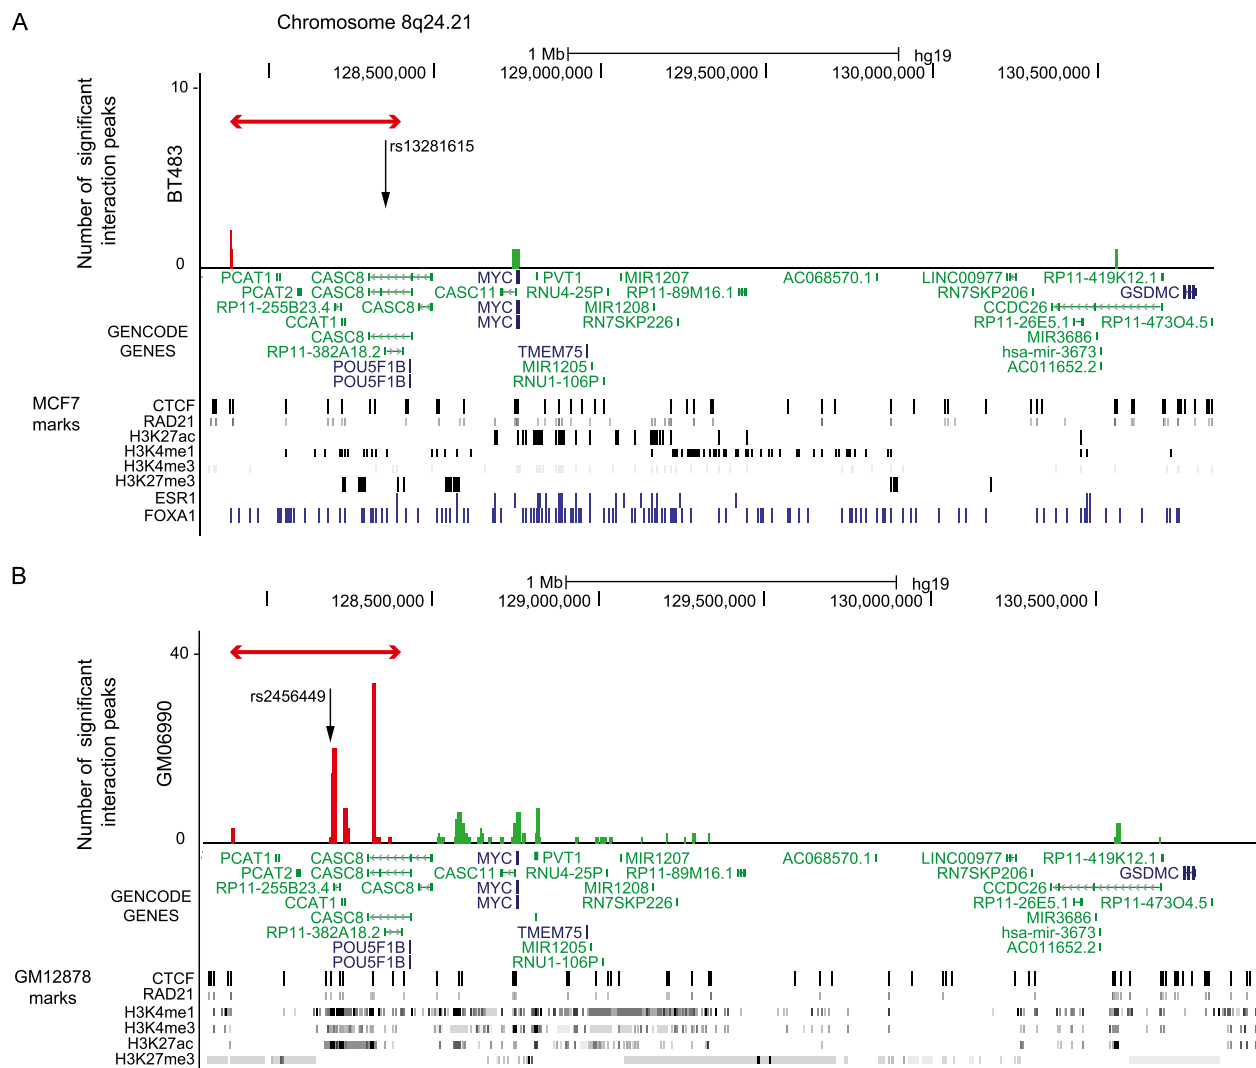 A
Chromosome 8q24.21
1 Mb hg19
128,500,000 129,000,000 129,500,000 130,000,000 130,500,000
Number of significant
interaction peaks
BT483
10
0
rs13281615
PCAT1 CASC8 MYC PVT1 MIR1207 AC068570.1 LINC00977 RP11-419K12.1
PCAT2 CASC8 CASC11 RNU4-25P RP11-89M16.1 RN7SKP206 GSDMC
RP11-255B23.4 CASC8 MYC MIR1208 CCDC26
CCAT1 MYC RN7SKP226 RP11-26E5.1 RP11-473O4.5
CASC8 MIR3686
RP11-382A18.2 TMEM75 hsa-mir-3673
POU5F1B MIR1205 AC011652.2
POU5F1B RNU1-106P
GENCODE
GENES
MCF7
marks
CTCF
RAD21
H3K27ac
H3K4me1
H3K4me3
H3K27me3
ESR1
FOXA1
B
1 Mb hg19
128,500,000 129,000,000 129,500,000 130,000,000 130,500,000
Number of significant
interaction peaks
GM06990
40
0
rs2456449
PCAT1 CASC8 MYC PVT1 MIR1207 AC068570.1 LINC00977 RP11-419K12.1
PCAT2 CASC8 CASC11 RNU4-25P RP11-89M16.1 RN7SKP206 GSDMC
RP11-255B23.4 CASC8 MYC MIR1208 CCDC26
CCAT1 MYC RN7SKP226 RP11-26E5.1 RP11-473O4.5
CASC8 MIR3686
RP11-382A18.2 TMEM75 hsa-mir-3673
POU5F1B MIR1205 AC011652.2
POU5F1B RNU1-106P
GENCODE
GENES
GM12878
marks
CTCF
RAD21
H3K4me1
H3K4me3
H3K27ac
H3K27me3